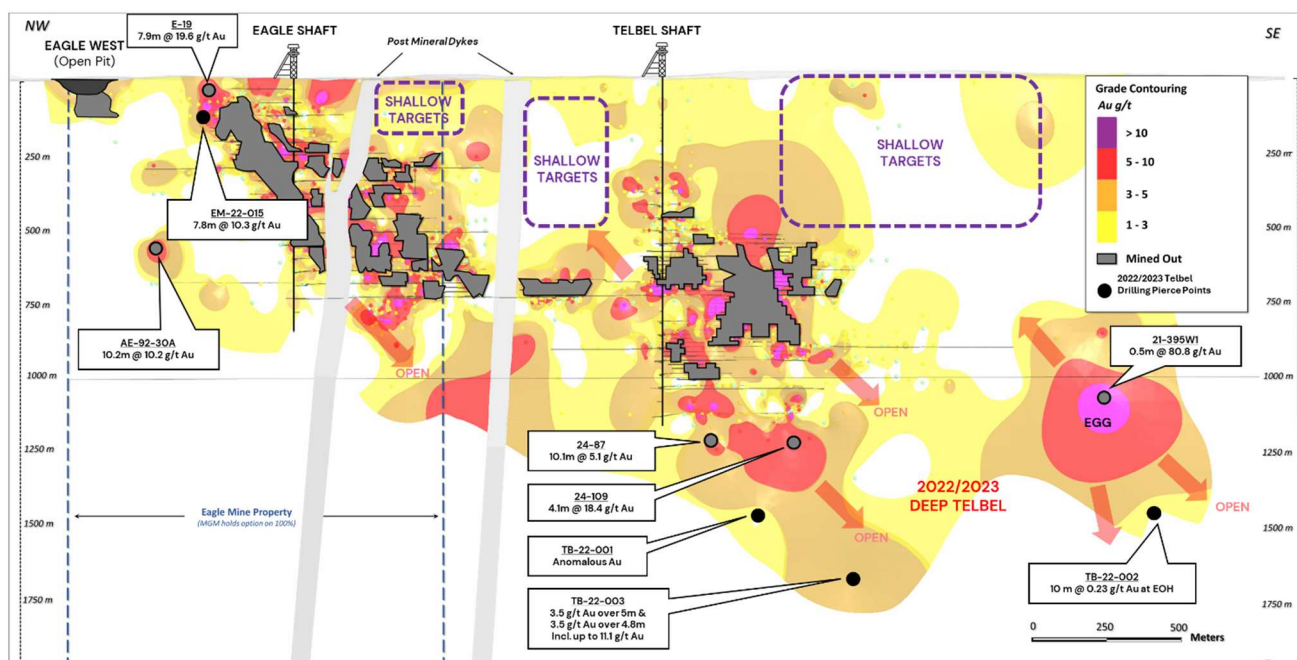 NW
E-19
7.9m @ 19.6 g/t Au
EAGLE WEST
(Open Pit)
EAGLE SHAFT
Post Mineral Dykes
TELBEL SHAFT
SE
SHALLOW
TARGETS
SHALLOW
TARGETS
SHALLOW
TARGETS
Grade Contouring
Au g/t
> 10
5 - 10
3 - 5
1 - 3
Mined Out
2022/2023 Telbel
Drilling Pierce Points
250 m
500 m
750 m
1000 m
1250 m
1500 m
1750 m
250 m
500 m
750 m
1000 m
1250 m
1500 m
1750 m
EM-22-015
7.8m @ 10.3 g/t Au
AE-92-30A
10.2m @ 10.2 g/t Au
OPEN
OPEN
21-395W1
0.5m @ 80.8 g/t Au
EGG
24-87
10.1m @ 5.1 g/t Au
24-109
4.1m @ 18.4 g/t Au
2022/2023
DEEP TELBEL
OPEN
OPEN
Eagle Mine Property
(MGM holds option on 100%)
TB-22-001
Anomalous Au
TB-22-003
3.5 g/t Au over 5m &
3.5 g/t Au over 4.8m
Incl. up to 11.1 g/t Au
TB-22-002
10 m @ 0.23 g/t Au at EOH
0 250 500
Meters